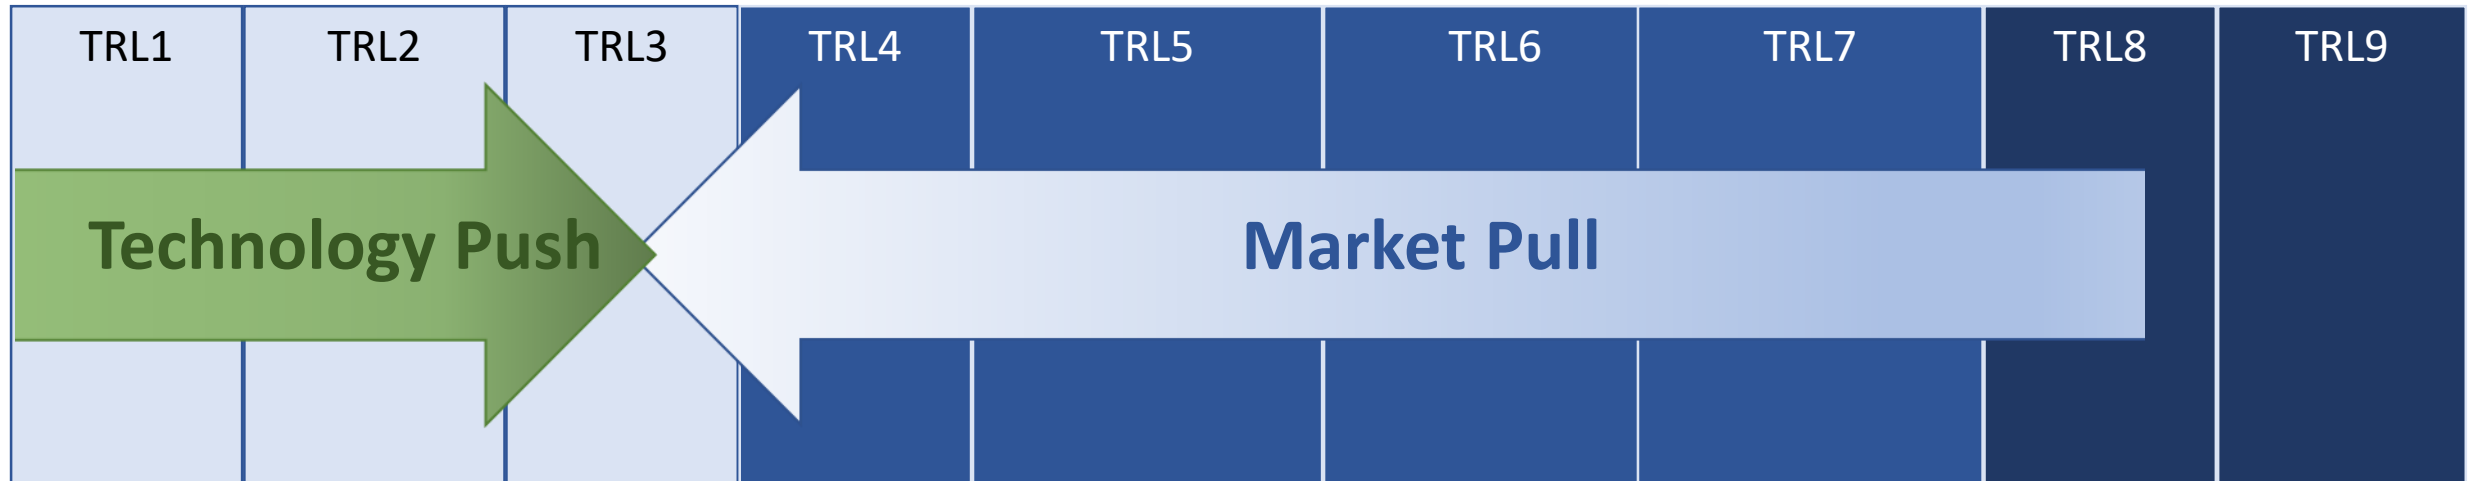 TRL1 TRL2 TRL3 TRL4 TRL5 TRL6 TRL7 TRL8 TRL9
Technology Push Market Pull